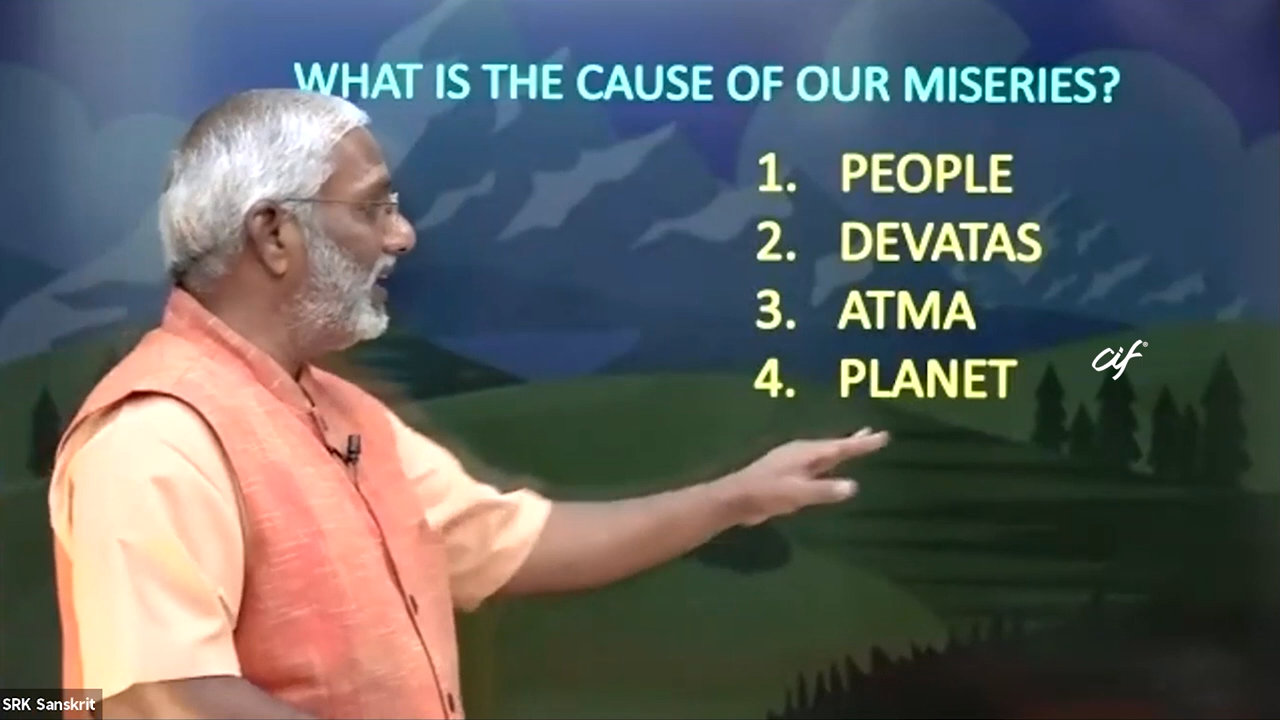 WHAT IS THE CAUSE OF OUR MISERIES?
1. PEOPLE
2. DEVATAS
3. ATMA
4. PLANET
cif®
SRK Sanskrit